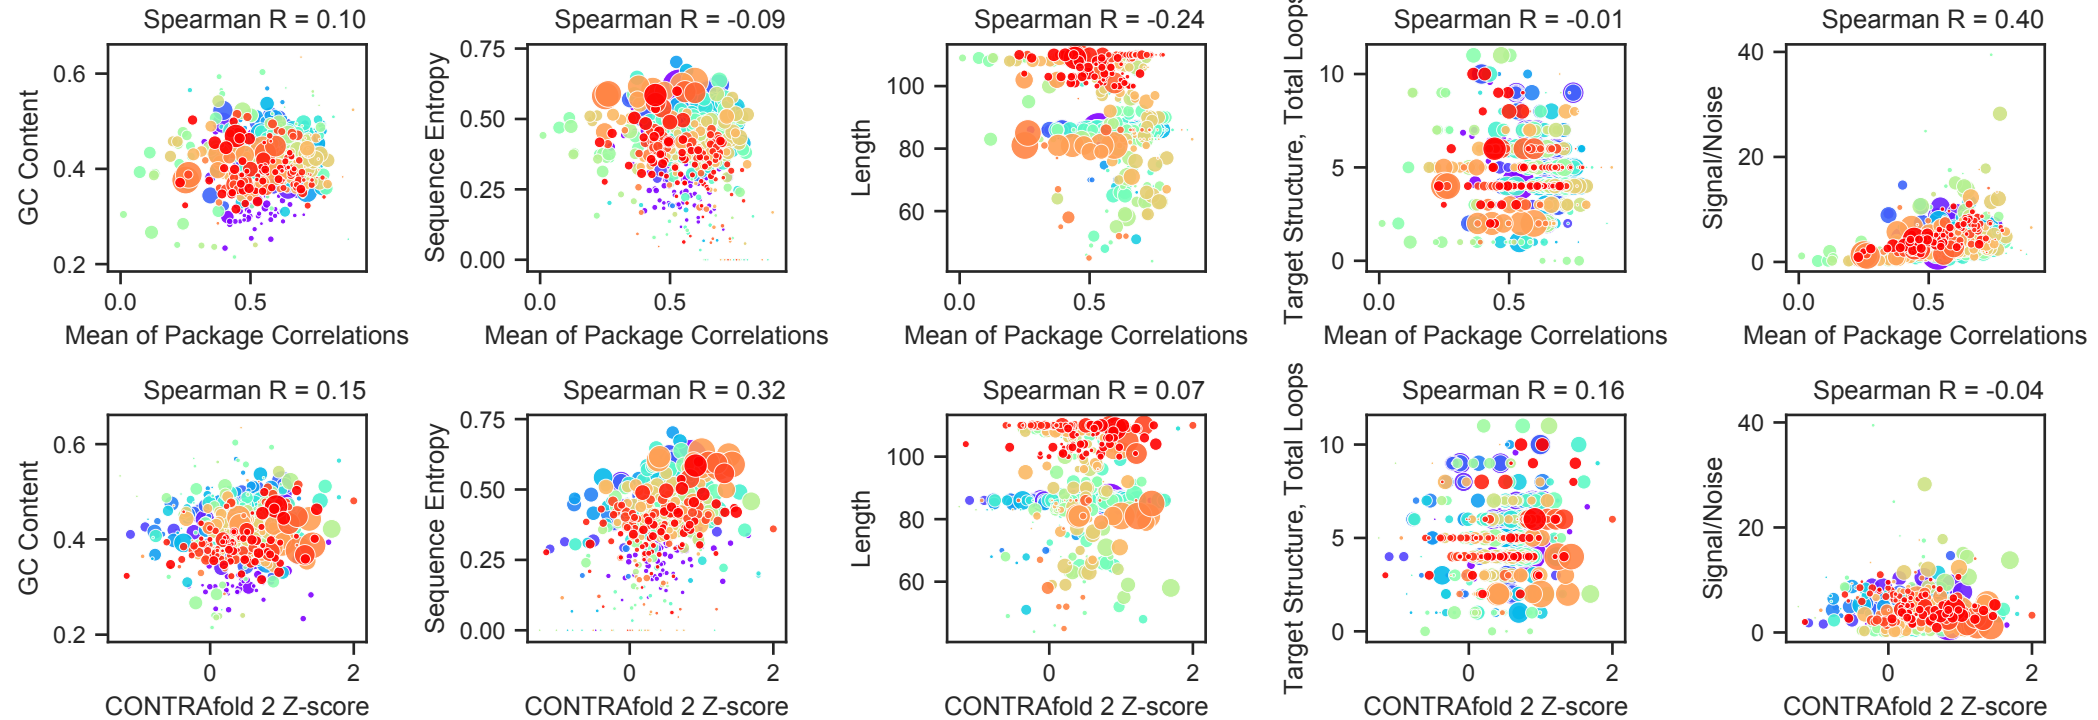 Spearman R = 0.10
Spearman R = -0.09
Spearman R = -0.24
Spearman R = -0.01
Spearman R = 0.40
GC Content
0.6
0.4
0.2
0.0
0.5
Mean of Package Correlations
Sequence Entropy
0.75
0.50
0.25
0.00
0.0
0.5
Mean of Package Correlations
Length
100
80
60
0.0
0.5
Mean of Package Correlations
Target Structure, Total Loops
10
5
0
0.0
0.5
Mean of Package Correlations
Signal/Noise
40
20
0
0.0
0.5
Mean of Package Correlations
Spearman R = 0.15
Spearman R = 0.32
Spearman R = 0.07
Spearman R = 0.16
Spearman R = -0.04
GC Content
0.6
0.4
0.2
0
2
CONTRAfold 2 Z-score
Sequence Entropy
0.75
0.50
0.25
0.00
0
2
CONTRAfold 2 Z-score
Length
100
80
60
0
2
CONTRAfold 2 Z-score
Target Structure, Total Loops
10
5
0
0
2
CONTRAfold 2 Z-score
Signal/Noise
40
20
0
0
2
CONTRAfold 2 Z-score